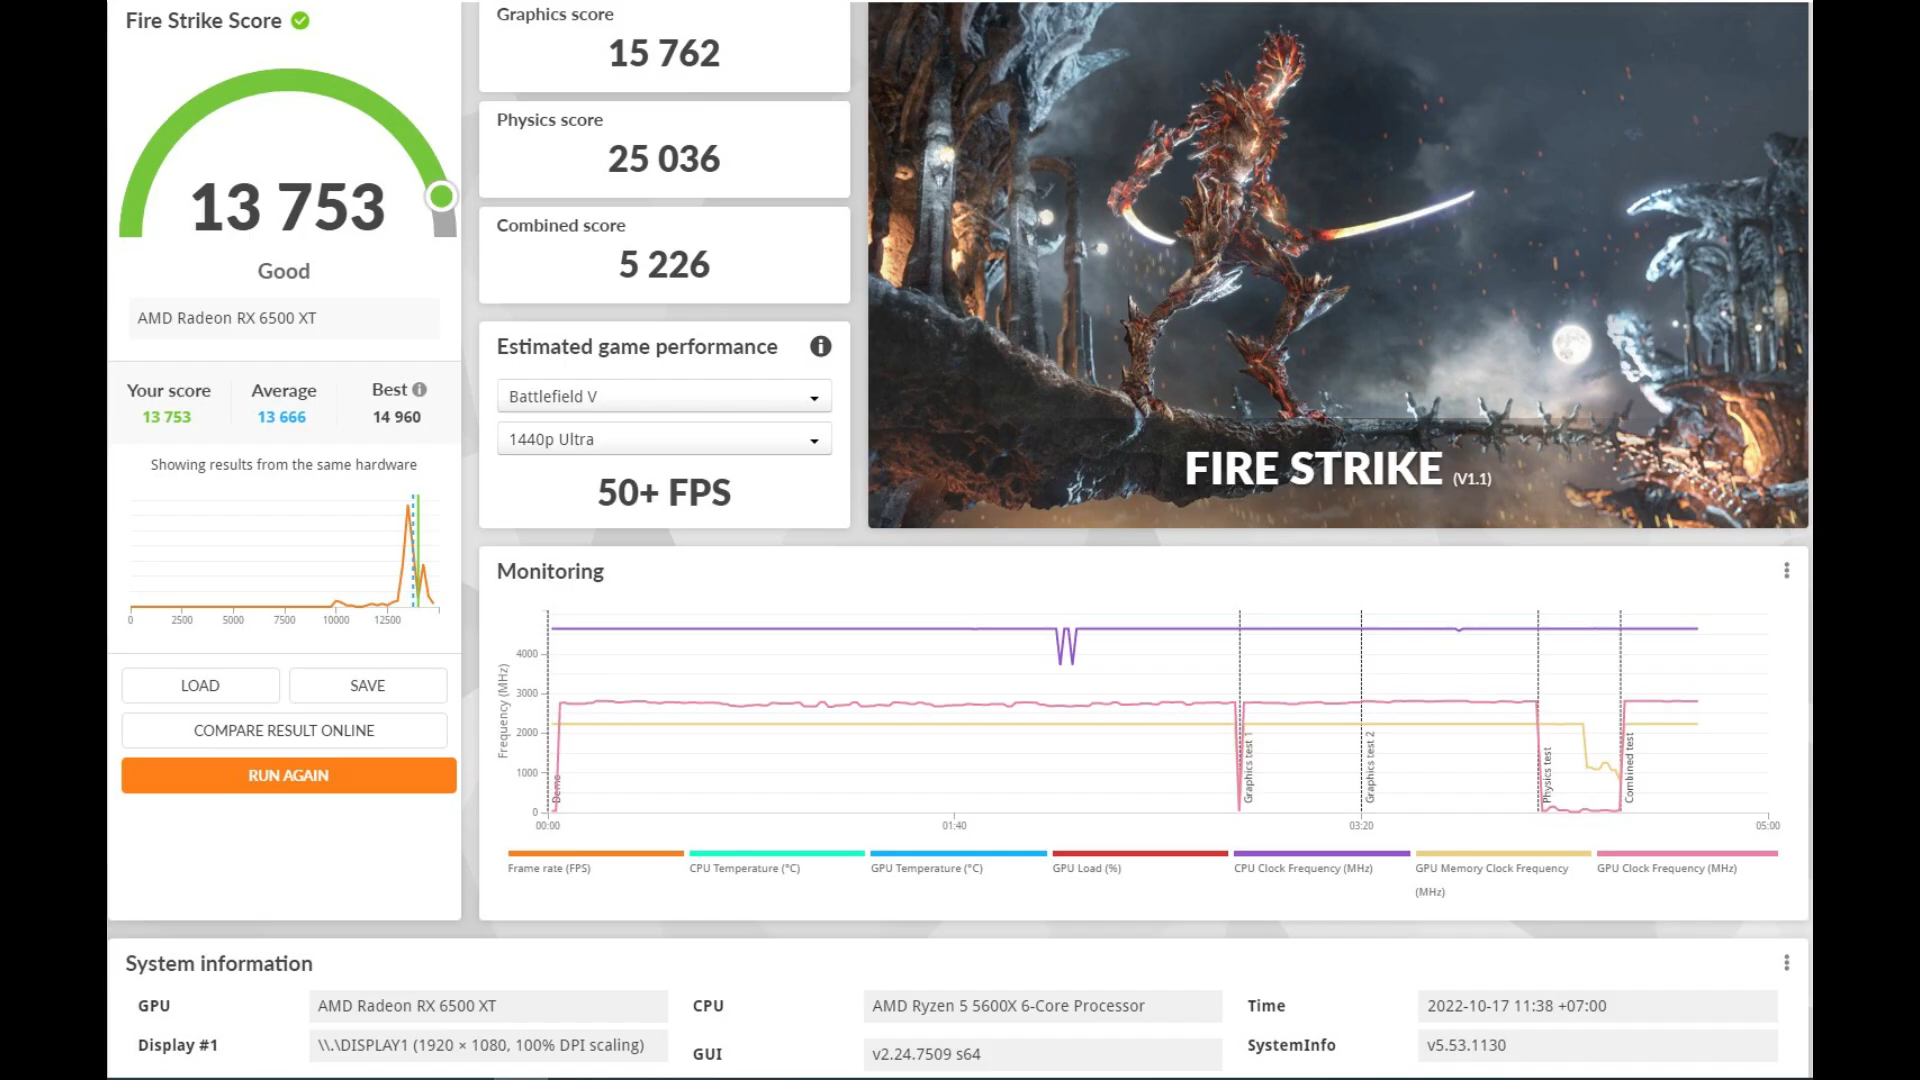 Fire Strike Score
13 753
Good
AMD Radeon RX 6500 XT
Your score Average Best
13 753 13 666 14 960
Showing results from the same hardware
0 2500 5000 7500 10000 12500
LOAD SAVE
COMPARE RESULT ONLINE
RUN AGAIN
Graphics score
15 762
Physics score
25 036
Combined score
5 226
Estimated game performance
Battlefield V
1440p Ultra
50+ FPS
FIRE STRIKE (V1.1)
Monitoring
Frequency (MHz)
4000
3000
2000
1000
0
Demo
Graphics test 1
Graphics test 2
Physics test
Combined test
00:00 01:40 03:20 05:00
Frame rate (FPS) CPU Temperature (°C) GPU Temperature (°C) GPU Load (%) CPU Clock Frequency (MHz) GPU Memory Clock Frequency GPU Clock Frequency (MHz)
(MHz)
System information
GPU AMD Radeon RX 6500 XT CPU AMD Ryzen 5 5600X 6-Core Processor Time 2022-10-17 11:38 +07:00
Display #1 \\.\DISPLAY1 (1920 × 1080, 100% DPI scaling) GUI v2.24.7509 s64 SystemInfo v5.53.1130